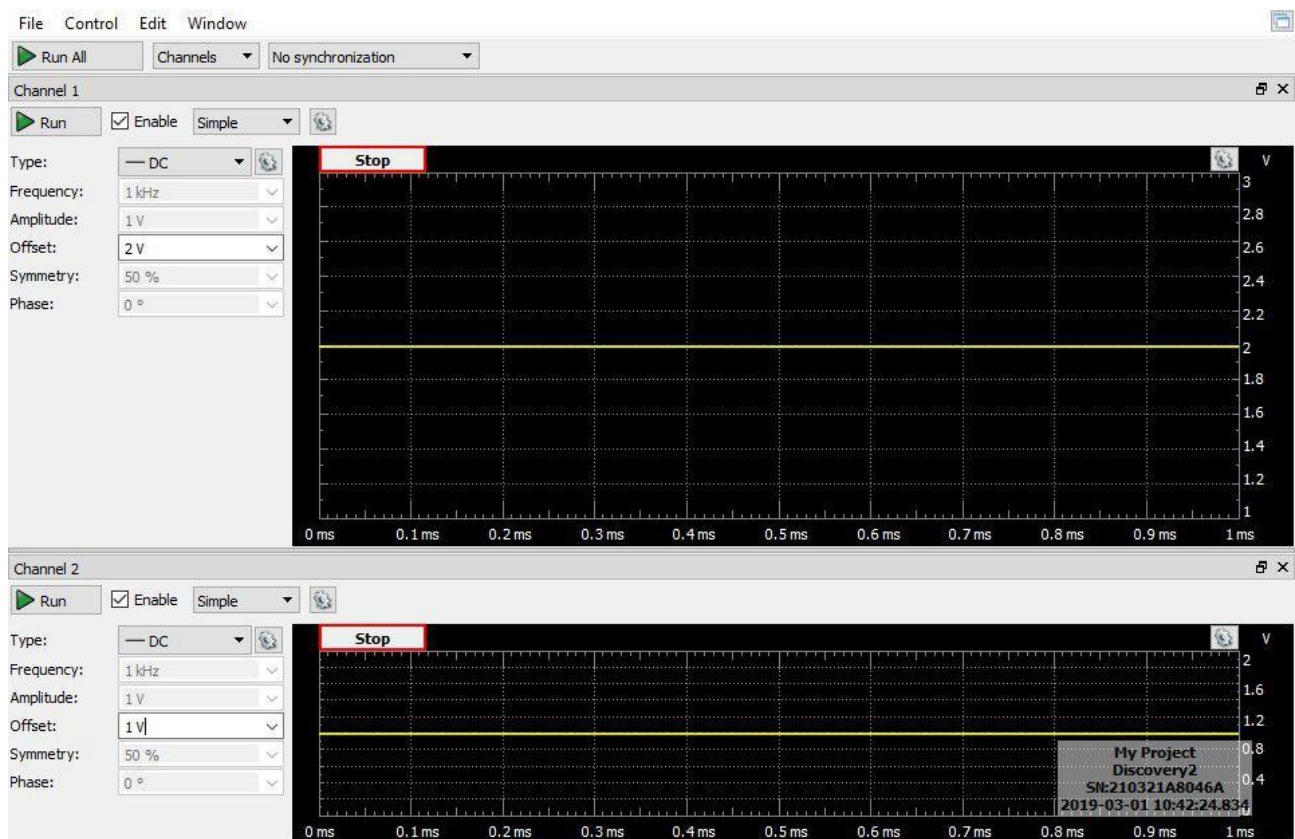 File Control Edit Window
Run All Channels No synchronization
Channel 1
Run Enable Simple
Type: DC
Frequency: 1 kHz
Amplitude: 1 V
Offset: 2 V
Symmetry: 50 %
Phase: 0 º
Stop V
3
2.8
2.6
2.4
2.2
2
1.8
1.6
1.4
1.2
1
0 ms 0.1 ms 0.2 ms 0.3 ms 0.4 ms 0.5 ms 0.6 ms 0.7 ms 0.8 ms 0.9 ms 1 ms
Channel 2
Run Enable Simple
Type: DC
Frequency: 1 kHz
Amplitude: 1 V
Offset: 1 V
Symmetry: 50 %
Phase: 0 º
Stop V
2
1.6
1.2
0.8
0.4
My Project
Discovery2
SN:210321A8046A
2019-03-01 10:42:24.834
0 ms 0.1 ms 0.2 ms 0.3 ms 0.4 ms 0.5 ms 0.6 ms 0.7 ms 0.8 ms 0.9 ms 1 ms